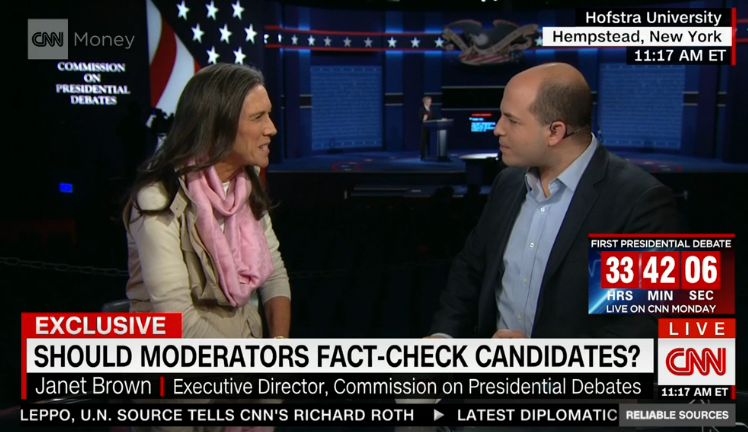 CNN Money
COMMISSION
ON
PRESIDENTIAL
DEBATES
Hofstra University
Hempstead, New York
11:17 AM ET
FIRST PRESIDENTIAL DEBATE
33 42 06
HRS MIN SEC
LIVE ON CNN MONDAY
EXCLUSIVE
SHOULD MODERATORS FACT-CHECK CANDIDATES?
Janet Brown | Executive Director, Commission on Presidential Debates
LIVE
CNN
11:17 AM ET
LEPPO, U.N. SOURCE TELLS CNN'S RICHARD ROTH ▶ LATEST DIPLOMATIC
RELIABLE SOURCES